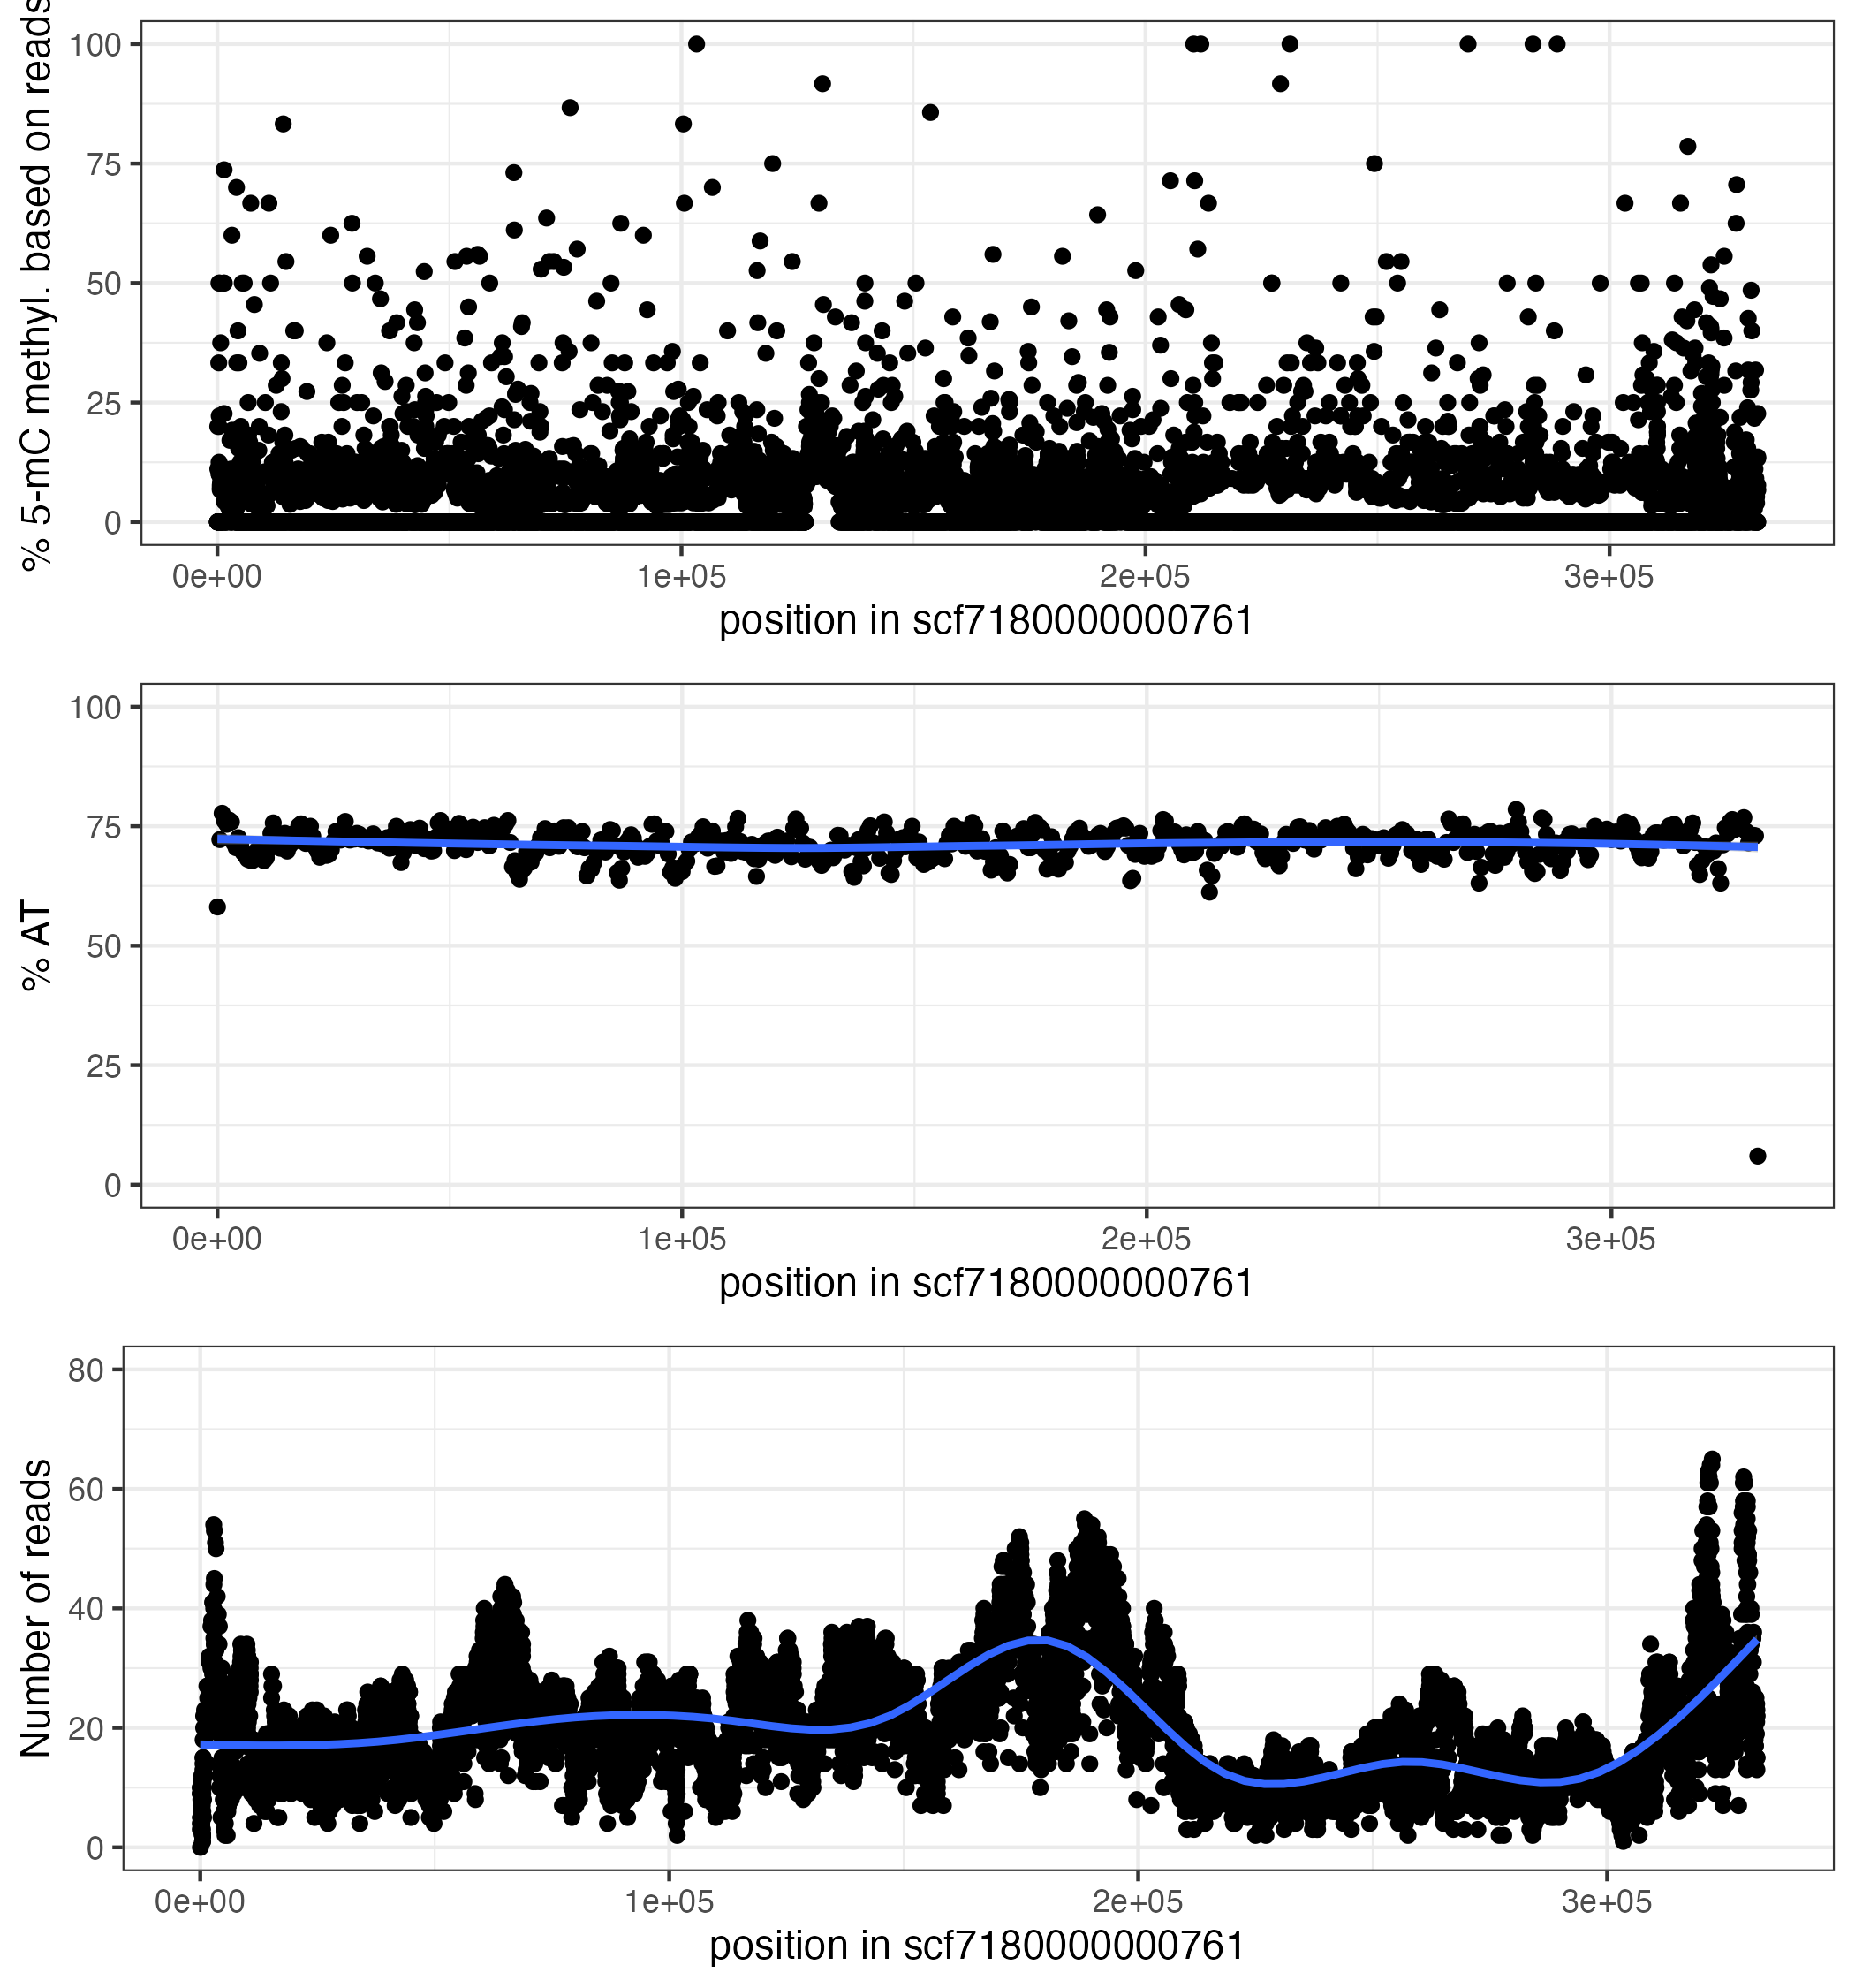 % 5-mC methyl. based on reads
100
75
50
25
0
0e+00 1e+05 2e+05 3e+05
position in scf7180000000761
% AT
100
75
50
25
0
0e+00 1e+05 2e+05 3e+05
position in scf7180000000761
Number of reads
80
60
40
20
0
0e+00 1e+05 2e+05 3e+05
position in scf7180000000761